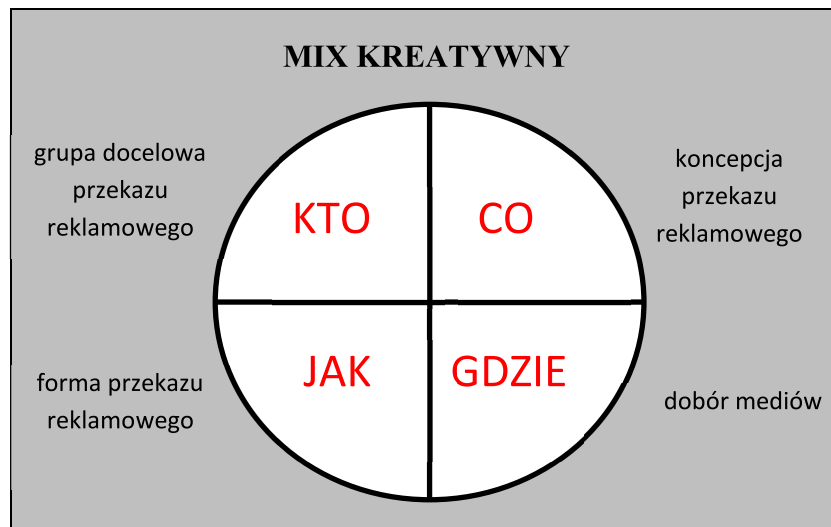 MIX KREATYWNY
grupa docelowa
przekazu
reklamowego
KTO
CO
koncepcja
przekazu
reklamowego
forma przekazu
reklamowego
JAK
GDZIE
dobór mediów